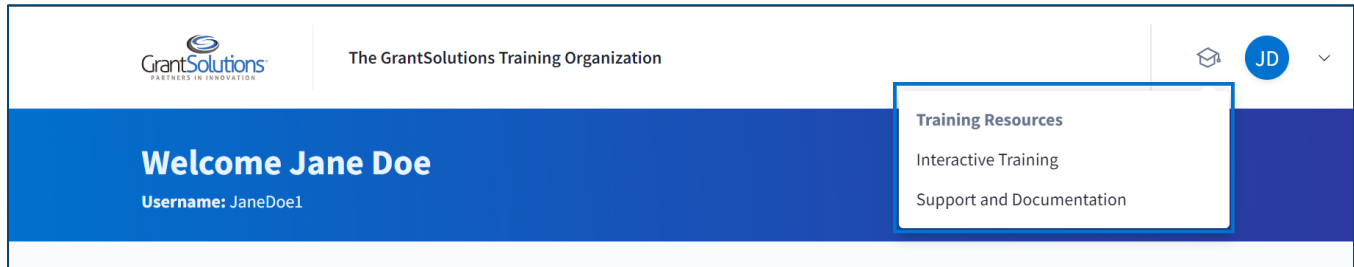 GrantSolutions
PARTNERS IN INNOVATION
The GrantSolutions Training Organization
JD
Training Resources
Interactive Training
Support and Documentation
Welcome Jane Doe
Username: JaneDoe1